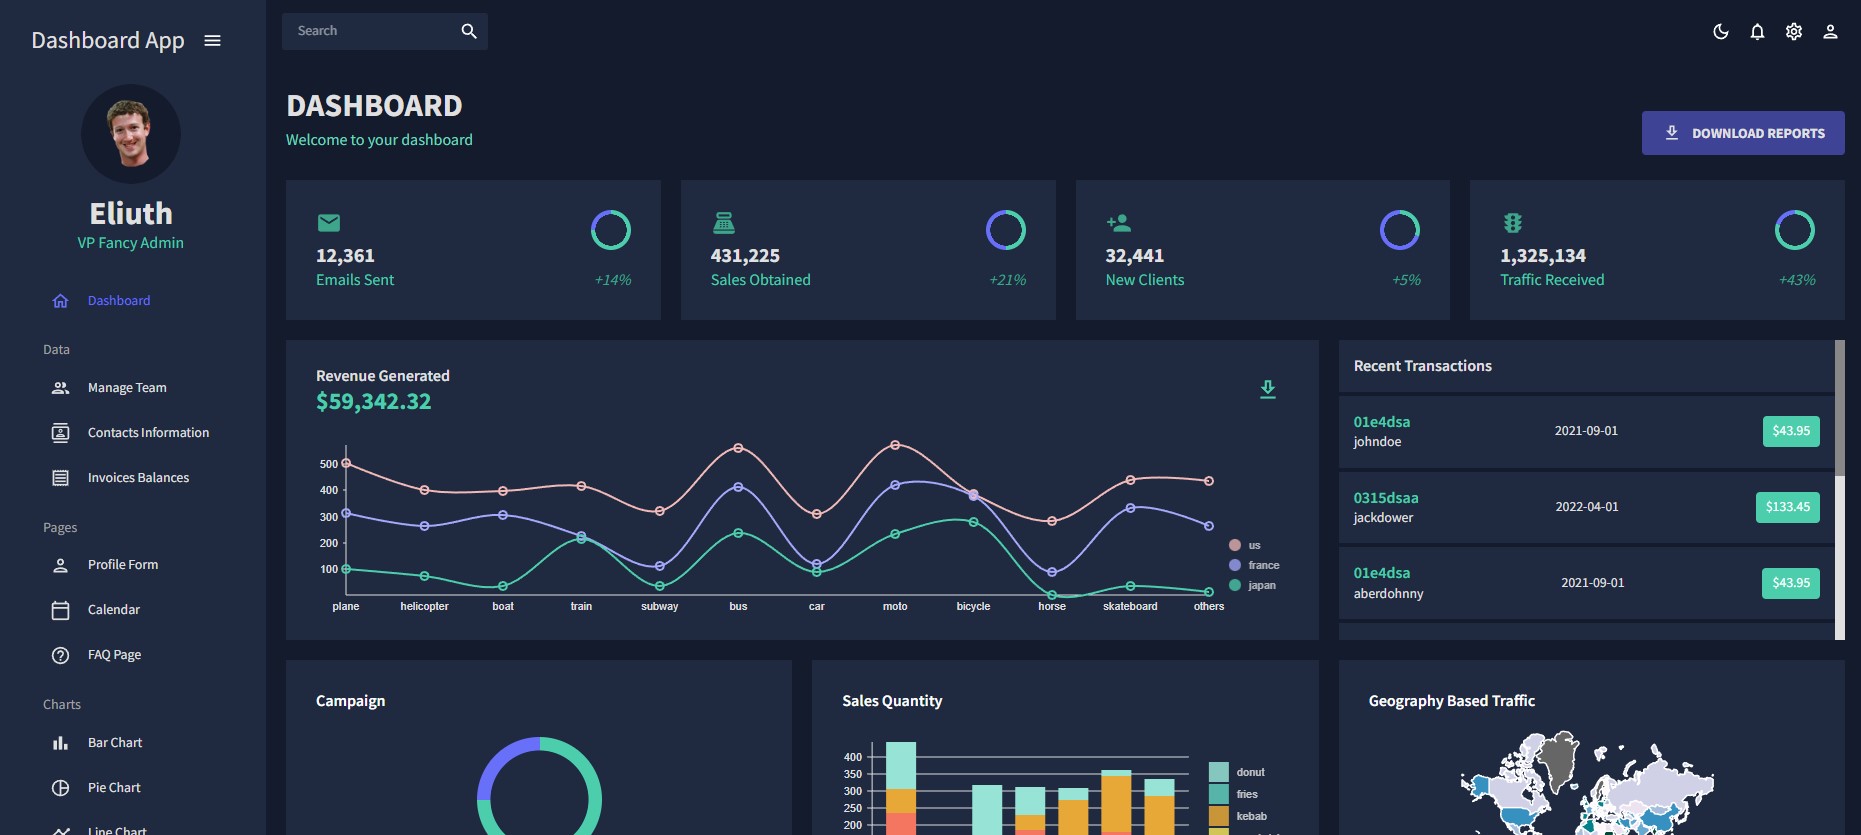 Dashboard App
Search
Eliuth
VP Fancy Admin
Dashboard
Data
Manage Team
Contacts Information
Invoices Balances
Pages
Profile Form
Calendar
FAQ Page
Charts
Bar Chart
Pie Chart
Line Chart
DASHBOARD
Welcome to your dashboard
DOWNLOAD REPORTS
12,361
Emails Sent
+14%
431,225
Sales Obtained
+21%
32,441
New Clients
+5%
1,325,134
Traffic Received
+43%
Revenue Generated
$59,342.32
500
400
300
200
100
plane helicopter boat train subway bus car moto bicycle horse skateboard others
us
france
japan
Recent Transactions
01e4dsa
johndoe
2021-09-01
$43.95
0315dsaa
jackdower
2022-04-01
$133.45
01e4dsa
aberdohnny
2021-09-01
$43.95
Campaign
Sales Quantity
400
350
300
250
200
donut
fries
kebab
Geography Based Traffic